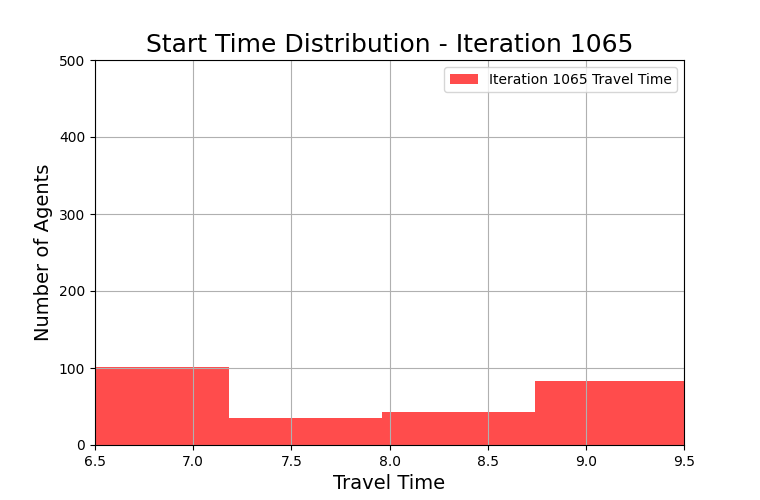 Start Time Distribution - Iteration 1065
Iteration 1065 Travel Time
Number of Agents
500
400
300
200
100
0
6.5 7.0 7.5 8.0 8.5 9.0 9.5
Travel Time